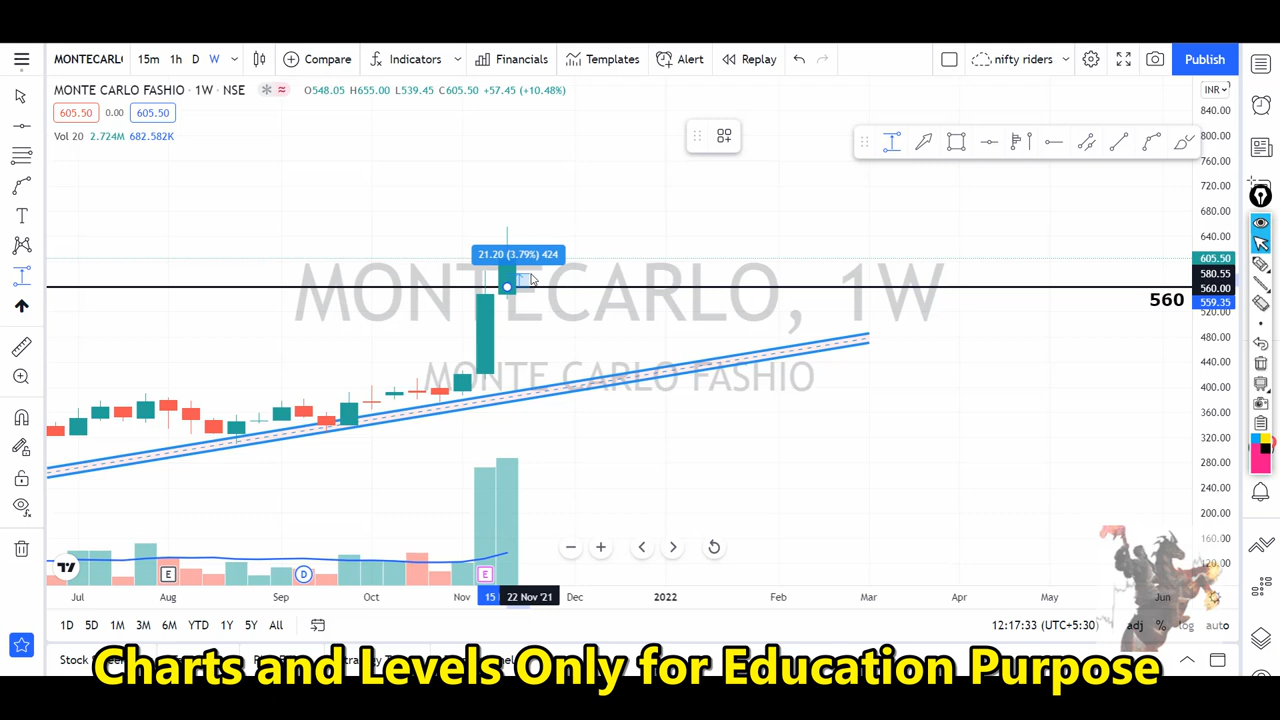 MONTECARLO 15m 1h D W Compare Indicators Financials Templates Alert Replay nifty riders Publish
MONTE CARLO FASHIO · 1W · NSE O548.05 H655.00 L539.45 C605.50 +57.45 (+10.48%) INR
605.50 0.00 605.50
Vol 20 2.724M 682.582K
840.00
800.00
760.00
720.00
680.00
640.00
21.20 (3.79%) 424
605.50
580.55
MONTECARLO, 1W
560 560.00
559.35
520.00
480.00
440.00
MONTE CARLO FASHIO
400.00
360.00
320.00
280.00
240.00
200.00
160.00
120.00
E D E
Jul Aug Sep Oct Nov 15 22 Nov '21 Dec 2022 Feb Mar Apr May Jun
1D 5D 1M 3M 6M YTD 1Y 5Y All 12:17:33 (UTC+5:30) adj % log auto
Charts and Levels Only for Education Purpose